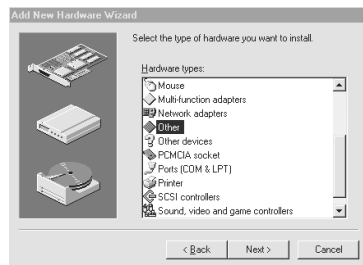 Add New Hardware Wizard
Select the type of hardware you want to install.
Hardware types:
Mouse
Multi-function adapters
Network adapters
Other
Other devices
PCMCIA socket
Ports (COM & LPT)
Printer
SCSI controllers
Sound, video and game controllers
< Back
Next >
Cancel